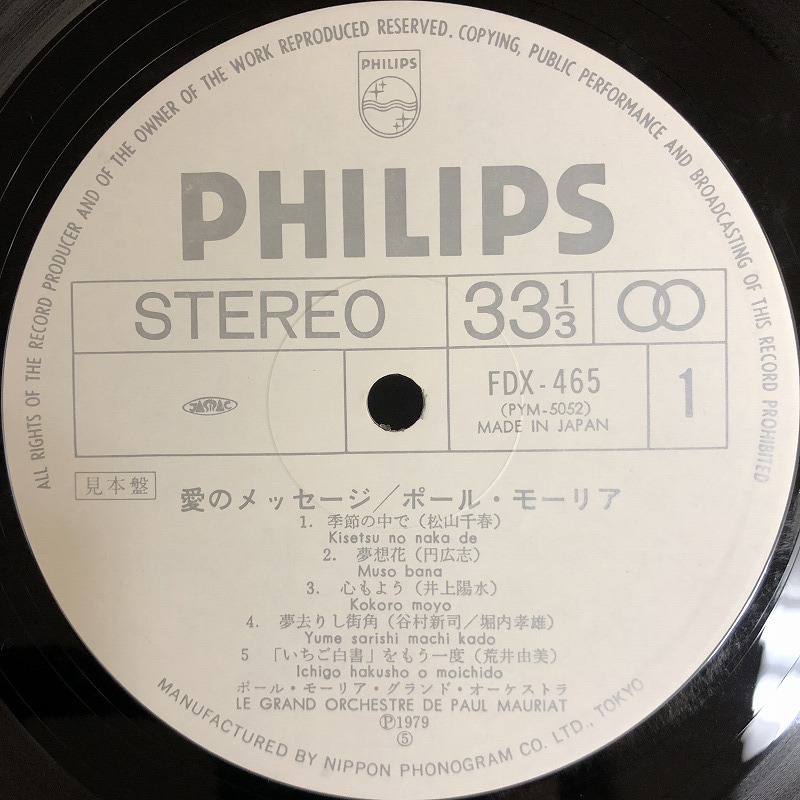 ALL RIGHTS OF THE RECORD PRODUCER AND OF THE OWNER OF THE WORK REPRODUCED RESERVED. COPYING, PUBLIC PERFORMANCE AND BROADCASTING OF THIS RECORD PROHIBITED
PHILIPS
PHILIPS
STEREO 33 1/3
JASRAC
FDX-465
(PYM-5052)
MADE IN JAPAN
1
見本盤
愛のメッセージ/ポール・モーリア
1. 季節の中で (松山千春)
Kisetsu no naka de
2. 夢想花 (円広志)
Muso bana
3. 心もよう (井上陽水)
Kokoro moyo
4. 夢去りし街角 (谷村新司/堀内孝雄)
Yume sarishi machi kado
5 「いちご白書」をもう一度 (荒井由美)
Ichigo hakusho o moichido
ポール・モーリア・グランド・オーケストラ
LE GRAND ORCHESTRE DE PAUL MAURIAT
Ⓟ1979
⑤
MANUFACTURED BY NIPPON PHONOGRAM CO. LTD., TOKYO